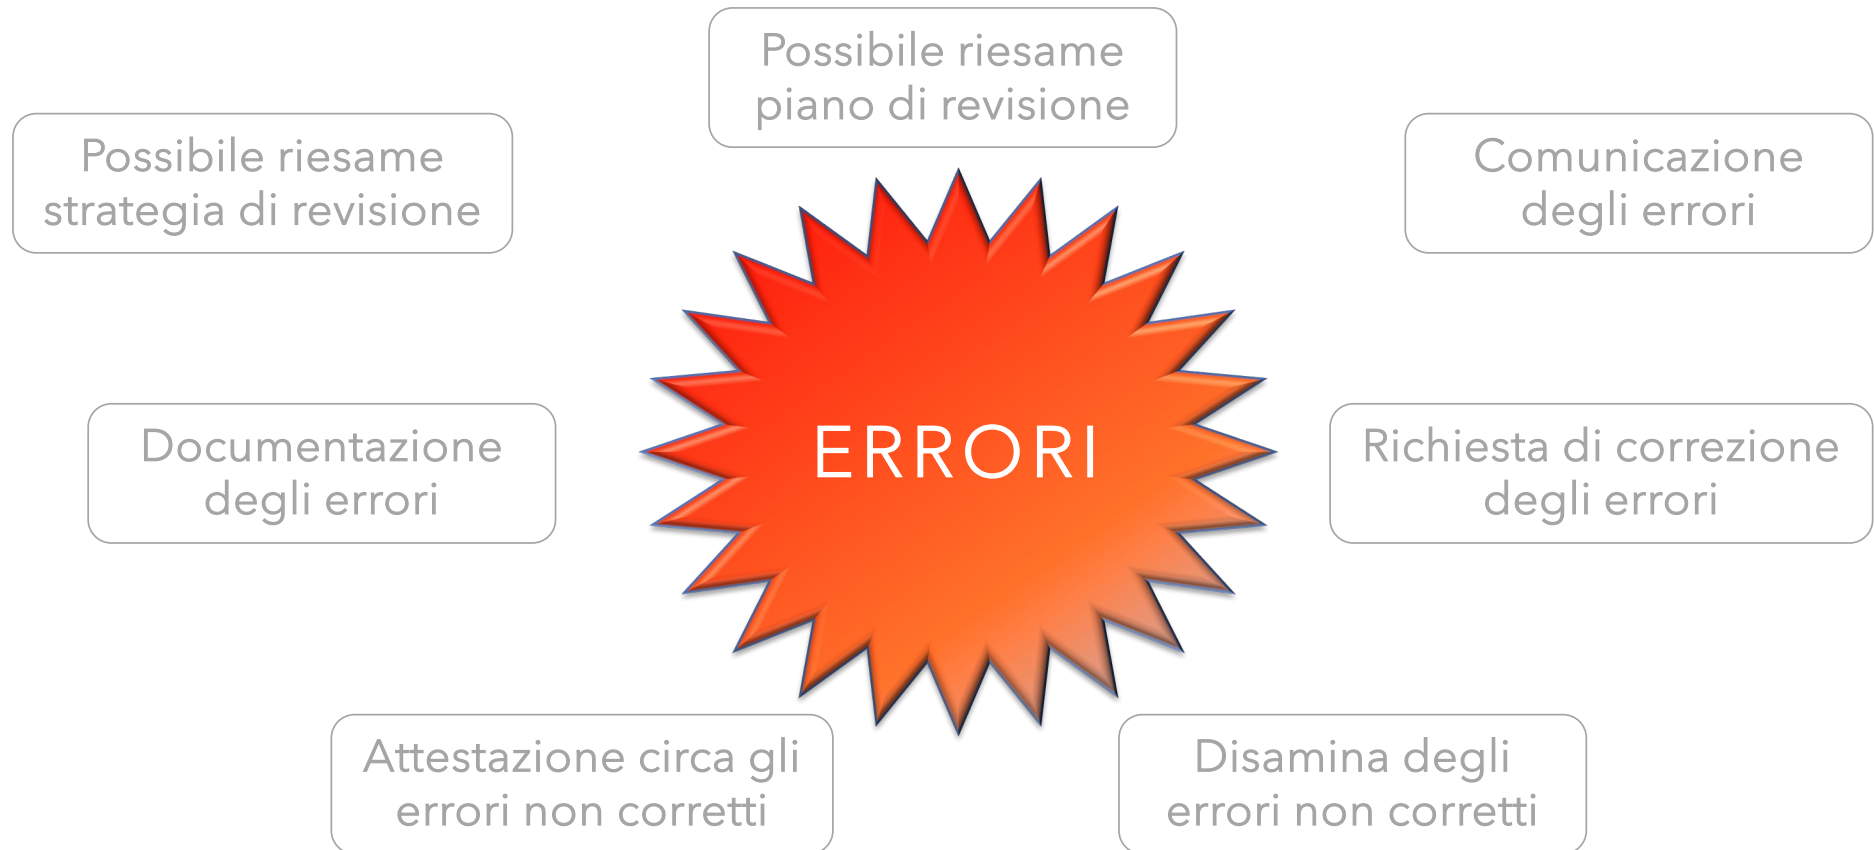 Possibile riesame
piano di revisione
Possibile riesame
strategia di revisione
Comunicazione
degli errori
Documentazione
degli errori
ERRORI
Richiesta di correzione
degli errori
Attestazione circa gli
errori non corretti
Disamina degli
errori non corretti